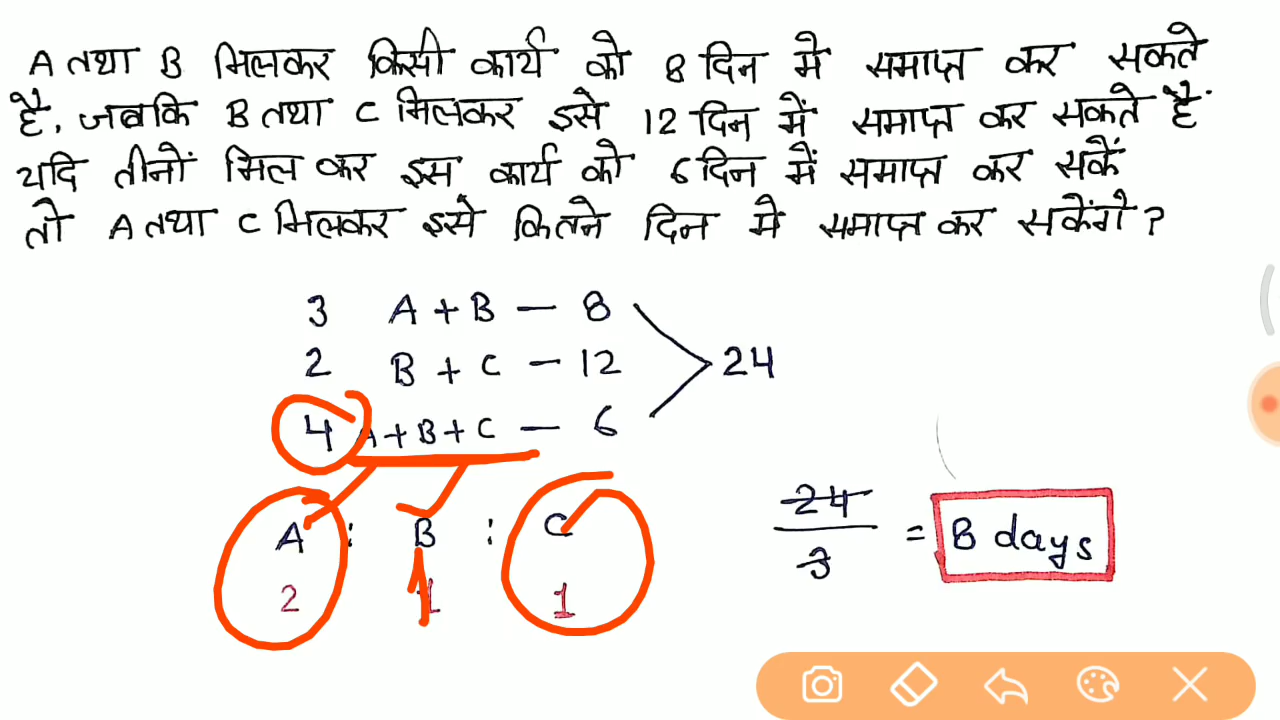 A तथा B मिलकर किसी कार्य को 8 दिन में समाप्त कर सकते
है, जबकि B तथा C मिलकर इसे 12 दिन में समाप्त कर सकते हैं
यदि तीनों मिल कर इस कार्य को 6 दिन में समाप्त कर सकें
तो A तथा C मिलकर इसे कितने दिन में समाप्त कर सकेंगे?
3 A + B — 8
2 B + C — 12
24
4 A + B + C — 6
A : B : C
2 1 1
24/3 = 8 days